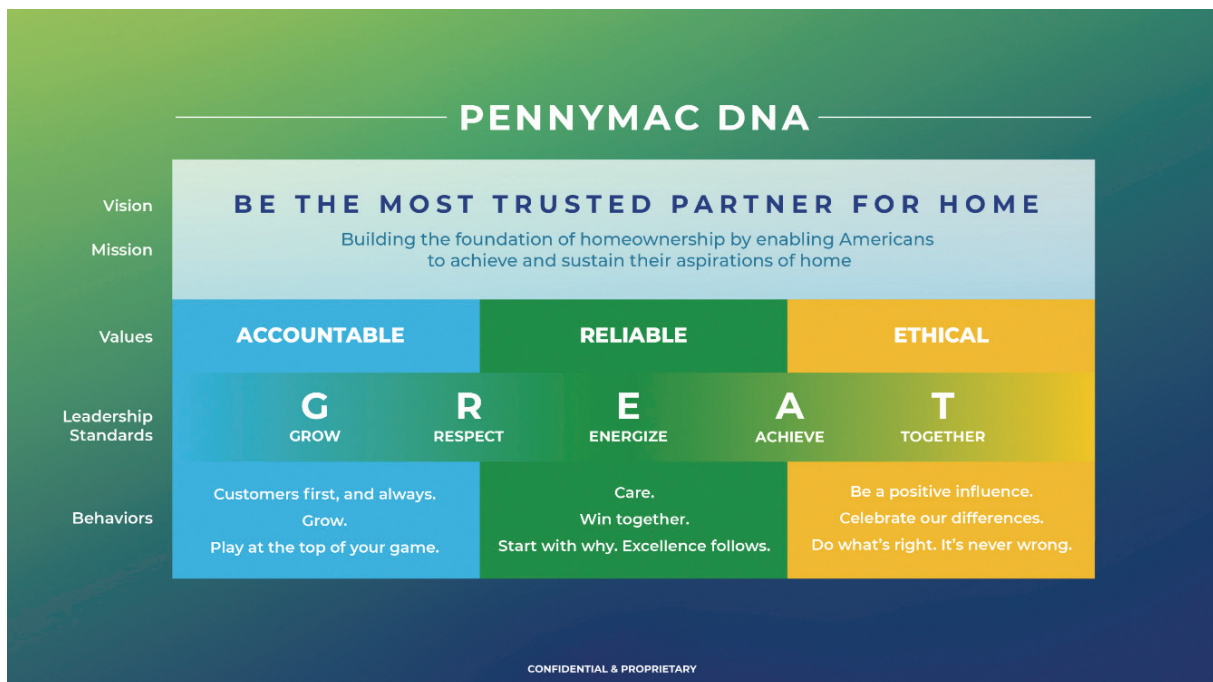 PENNYMAC DNA
Vision
BE THE MOST TRUSTED PARTNER FOR HOME
Mission
Building the foundation of homeownership by enabling Americans
to achieve and sustain their aspirations of home
Values
ACCOUNTABLE
RELIABLE
ETHICAL
Leadership
Standards
G
GROW
R
RESPECT
E
ENERGIZE
A
ACHIEVE
T
TOGETHER
Behaviors
Customers first, and always.
Grow.
Play at the top of your game.
Care.
Win together.
Start with why. Excellence follows.
Be a positive influence.
Celebrate our differences.
Do what’s right. It’s never wrong.
CONFIDENTIAL & PROPRIETARY